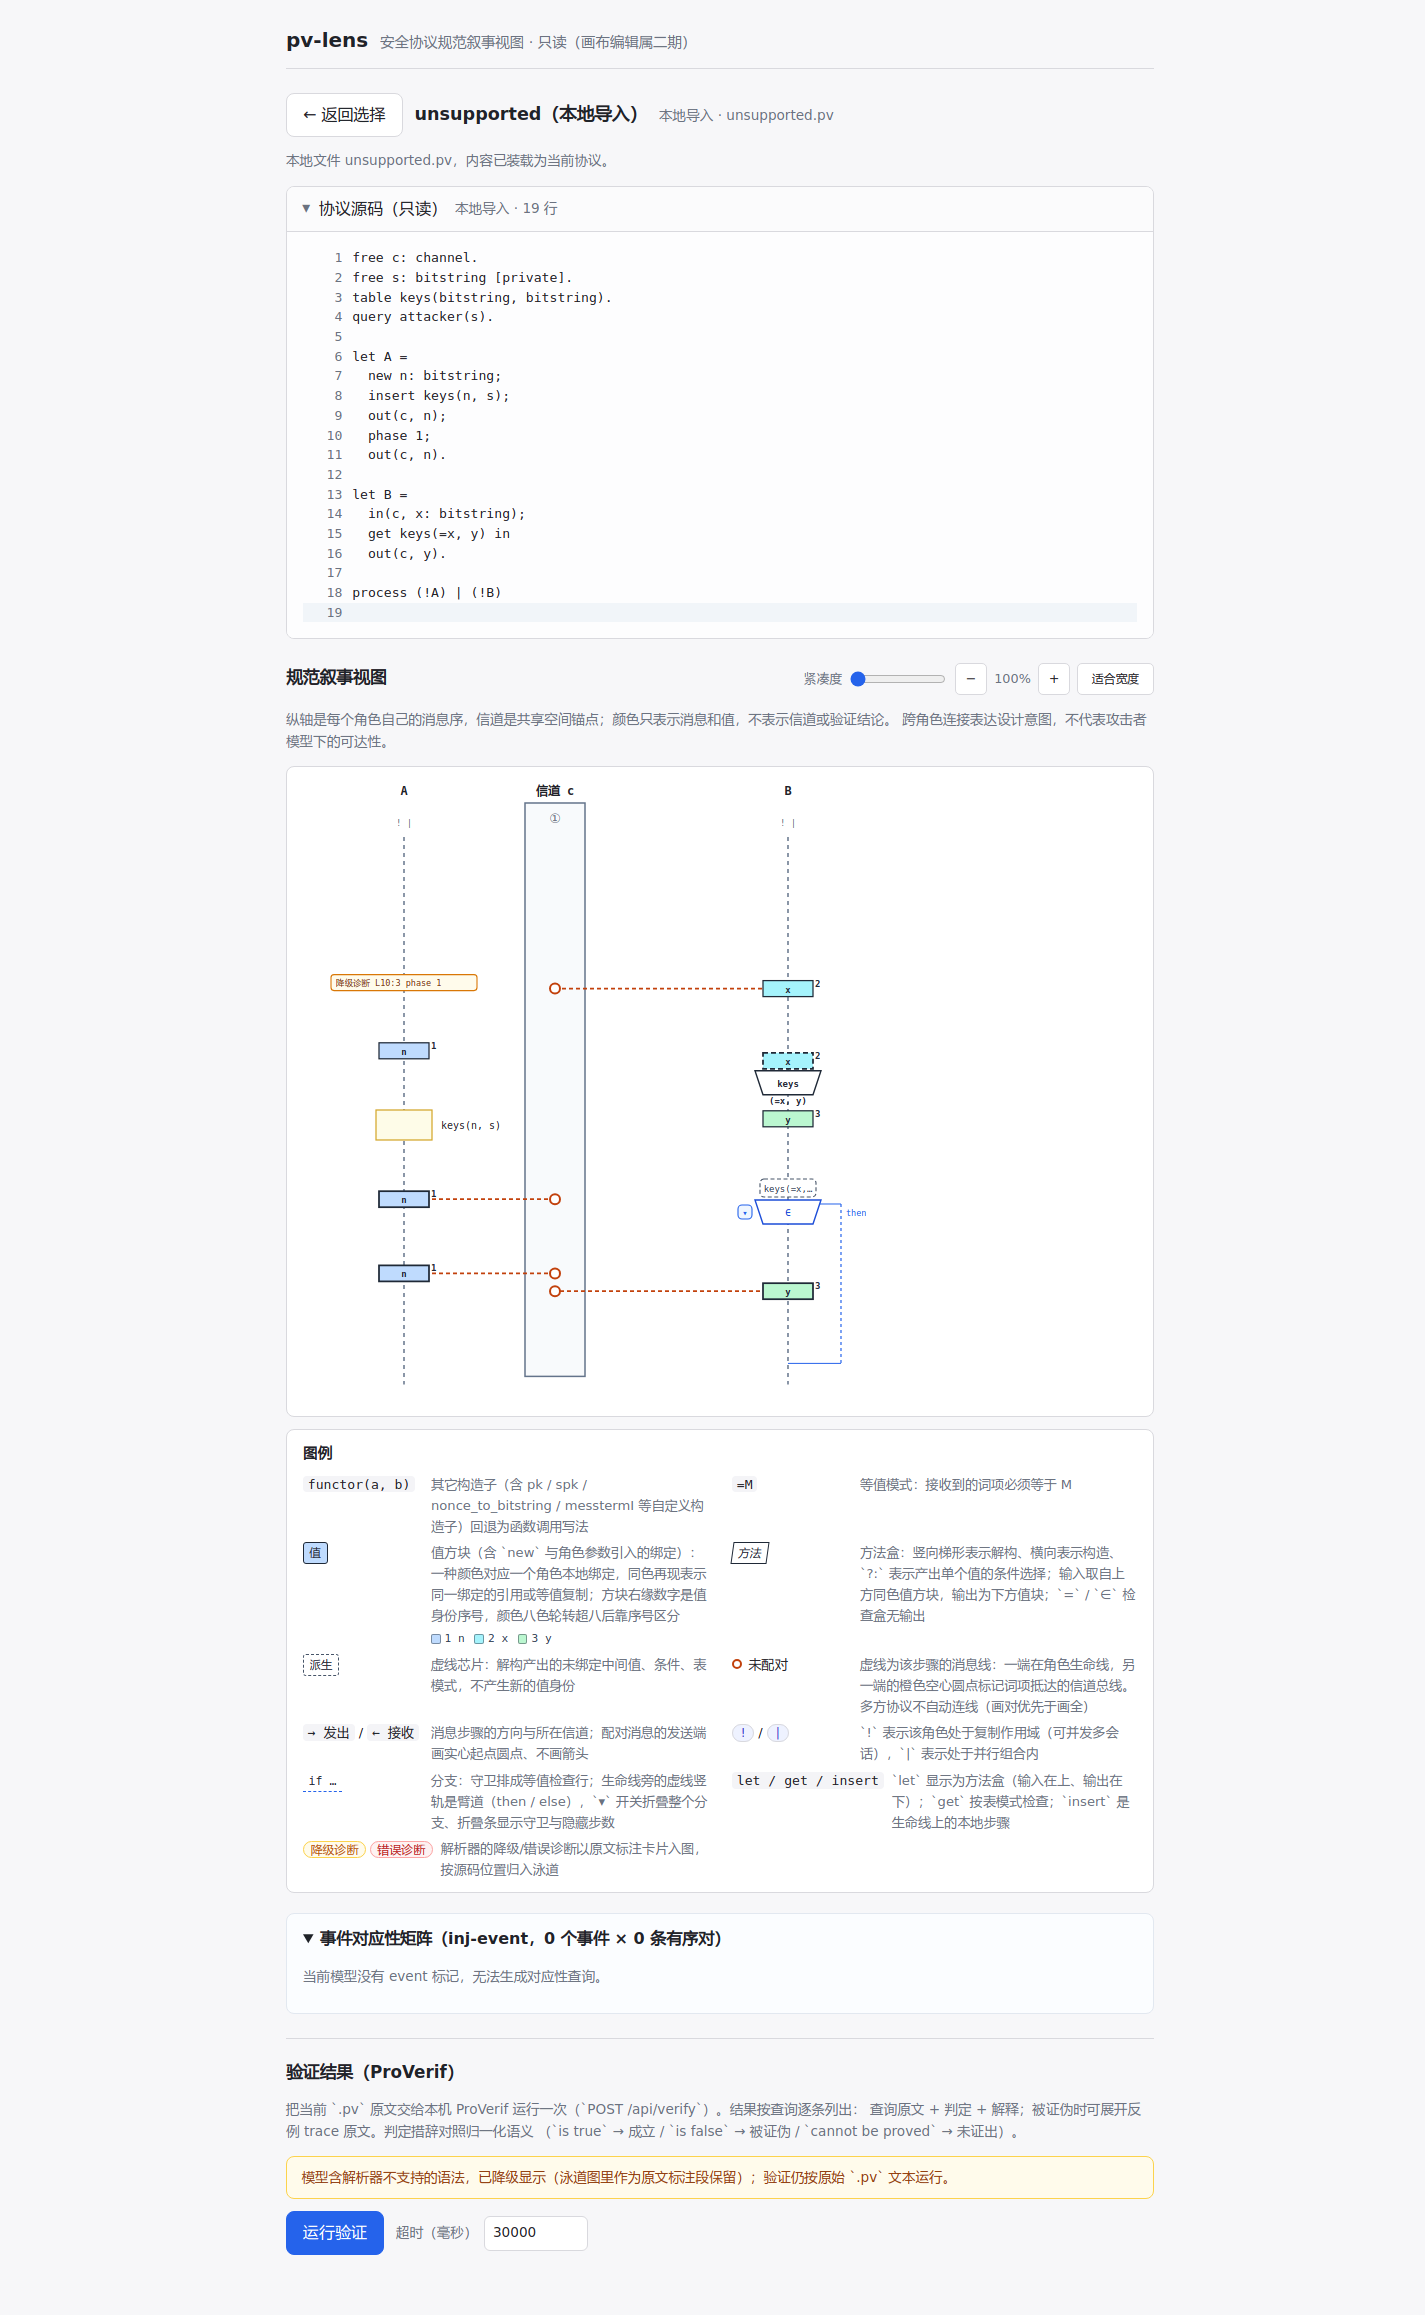 pv-lens 安全协议规范叙事视图 · 只读（画布编辑属二期）
← 返回选择 unsupported（本地导入） 本地导入 · unsupported.pv
本地文件 unsupported.pv，内容已装载为当前协议。
▼ 协议源码（只读） 本地导入 · 19 行
1 free c: channel.
2 free s: bitstring [private].
3 table keys(bitstring, bitstring).
4 query attacker(s).
5
6 let A =
7   new n: bitstring;
8   insert keys(n, s);
9   out(c, n);
10   phase 1;
11   out(c, n).
12
13 let B =
14   in(c, x: bitstring);
15   get keys(=x, y) in
16   out(c, y).
17
18 process (!A) | (!B)
19
规范叙事视图 紧凑度 − 100% + 适合宽度
纵轴是每个角色自己的消息序，信道是共享空间锚点；颜色只表示消息和值，不表示信道或验证结论。 跨角色连接表达设计意图，不代表攻击者
模型下的可达性。
A 信道 c B
! | ① ! |
降级诊断 L10:3 phase 1
x 2
n 1
x 2
keys
(=x, y)
y 3
keys(n, s)
n 1
keys(=x,…
▾ ∈ then
n 1
y 3
图例
functor(a, b) 其它构造子（含 pk / spk /
nonce_to_bitstring / messtermI 等自定义构
造子）回退为函数调用写法
=M 等值模式：接收到的词项必须等于 M
值 值方块（含 `new` 与角色参数引入的绑定）：
一种颜色对应一个角色本地绑定，同色再现表示
同一绑定的引用或等值复制；方块右缘数字是值
身份序号，颜色八色轮转超八后靠序号区分
1 n 2 x 3 y
方法 方法盒：竖向梯形表示解构、横向表示构造、
`?:` 表示产出单个值的条件选择；输入取自上
方同色值方块，输出为下方值块；`=` / `∈` 检
查盒无输出
派生 虚线芯片：解构产出的未绑定中间值、条件、表
模式，不产生新的值身份
未配对 虚线为该步骤的消息线：一端在角色生命线，另
一端的橙色空心圆点标记词项抵达的信道总线。
多方协议不自动连线（画对优先于画全）
→ 发出 / ← 接收 消息步骤的方向与所在信道；配对消息的发送端
画实心起点圆点、不画箭头
! / | `!` 表示该角色处于复制作用域（可并发多会
话），`|` 表示处于并行组合内
if … 分支：守卫排成等值检查行；生命线旁的虚线竖
轨是臂道（then / else），`▾` 开关折叠整个分
支、折叠条显示守卫与隐藏步数
let / get / insert `let` 显示为方法盒（输入在上、输出在
下）；`get` 按表模式检查；`insert` 是
生命线上的本地步骤
降级诊断 错误诊断 解析器的降级/错误诊断以原文标注卡片入图，
按源码位置归入泳道
▼ 事件对应性矩阵（inj-event，0 个事件 × 0 条有序对）
当前模型没有 event 标记，无法生成对应性查询。
验证结果（ProVerif）
把当前 `.pv` 原文交给本机 ProVerif 运行一次（`POST /api/verify`）。结果按查询逐条列出： 查询原文 + 判定 + 解释；被证伪时可展开反
例 trace 原文。判定措辞对照归一化语义 （`is true` → 成立 / `is false` → 被证伪 / `cannot be proved` → 未证出）。
模型含解析器不支持的语法，已降级显示（泳道图里作为原文标注段保留）；验证仍按原始 `.pv` 文本运行。
运行验证 超时（毫秒） 30000